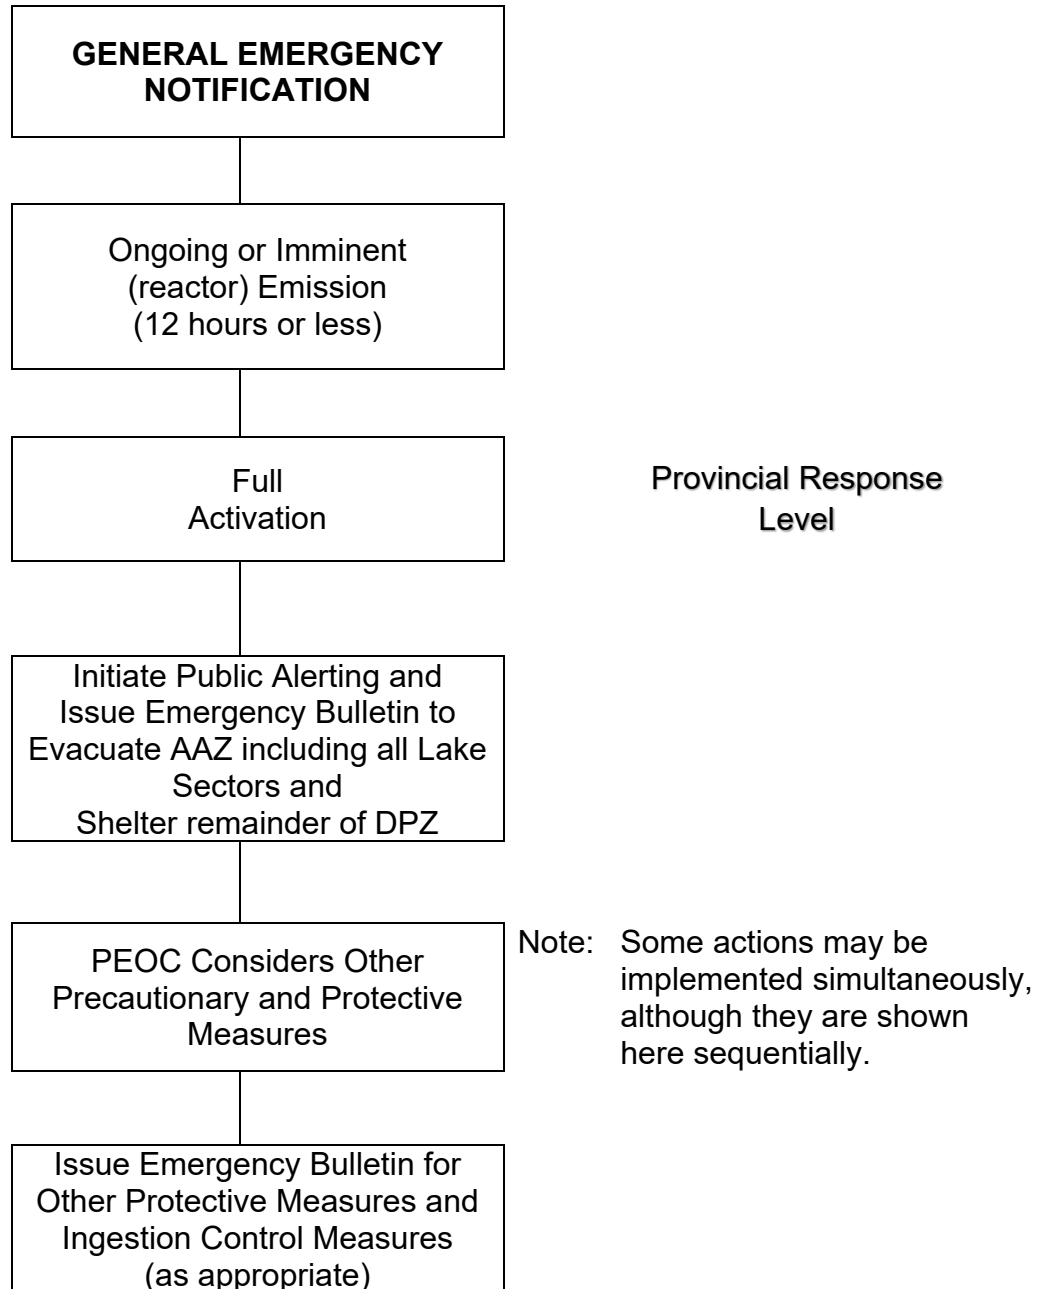 GENERAL EMERGENCY
NOTIFICATION
Ongoing or Imminent
(reactor) Emission
(12 hours or less)
Full
Activation
Provincial Response
Level
Initiate Public Alerting and
Issue Emergency Bulletin to
Evacuate AAZ including all Lake
Sectors and
Shelter remainder of DPZ
PEOC Considers Other
Precautionary and Protective
Measures
Note: Some actions may be
implemented simultaneously,
although they are shown
here sequentially.
Issue Emergency Bulletin for
Other Protective Measures and
Ingestion Control Measures
(as appropriate)